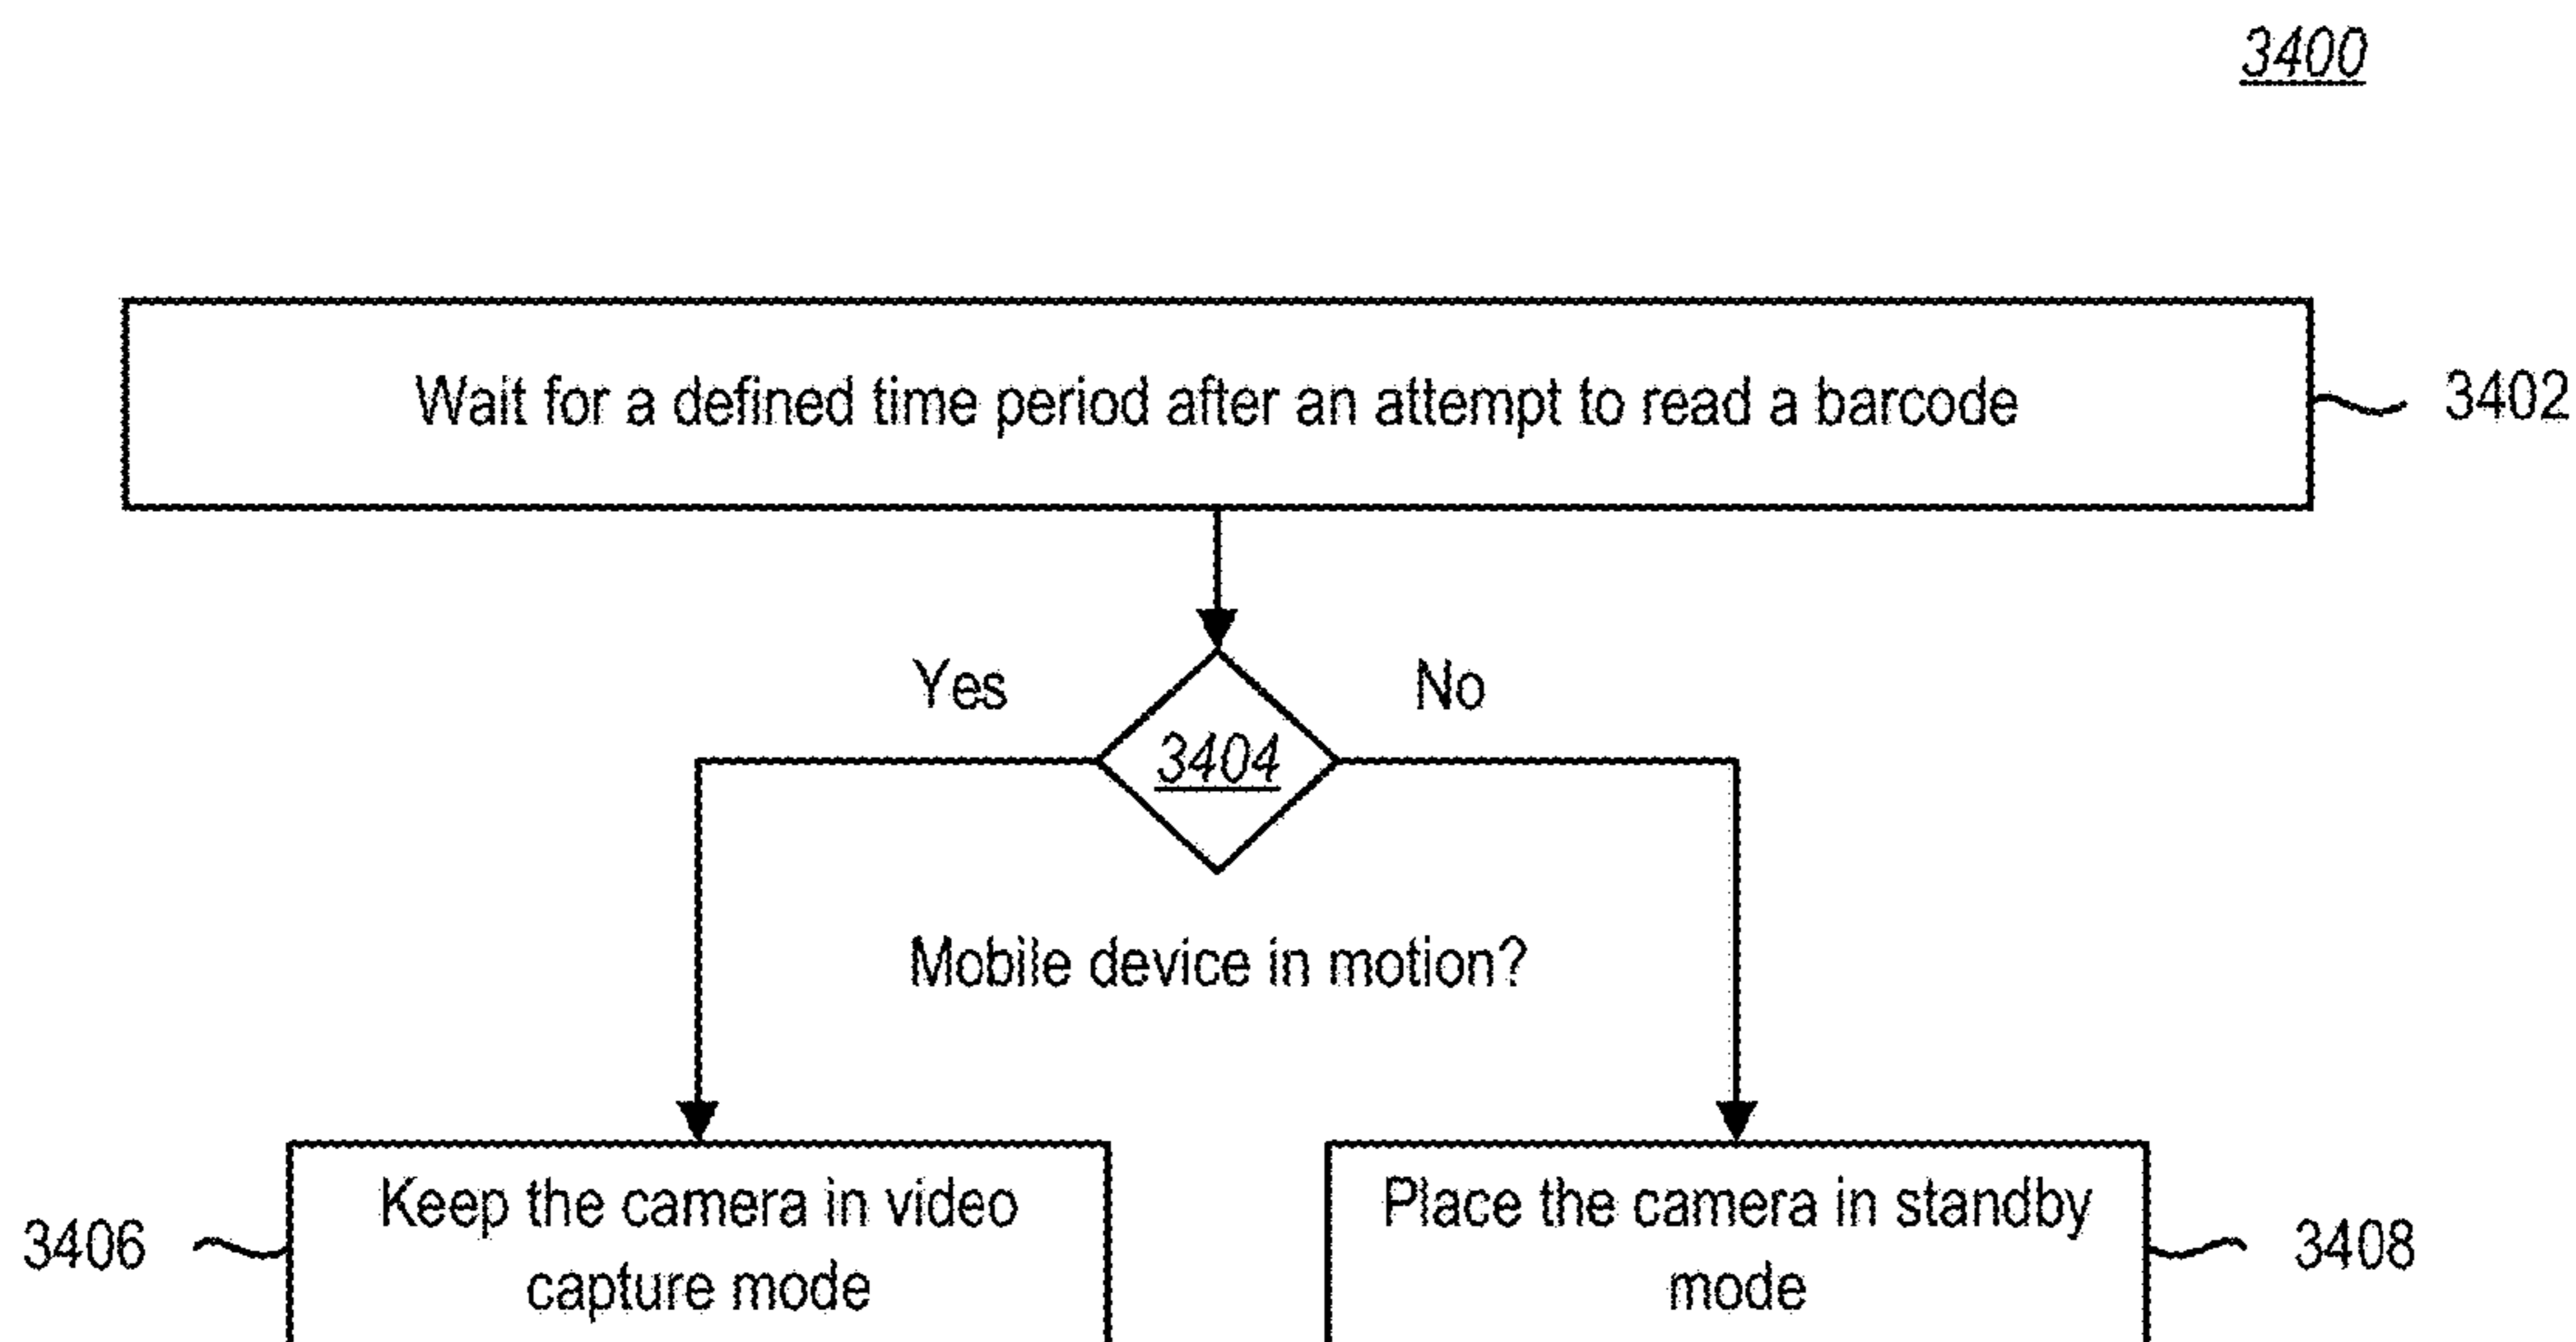 3400
Wait for a defined time period after an attempt to read a barcode
3402
Yes
No
3404
Mobile device in motion?
3406
Keep the camera in video
capture mode
Place the camera in standby
mode
3408